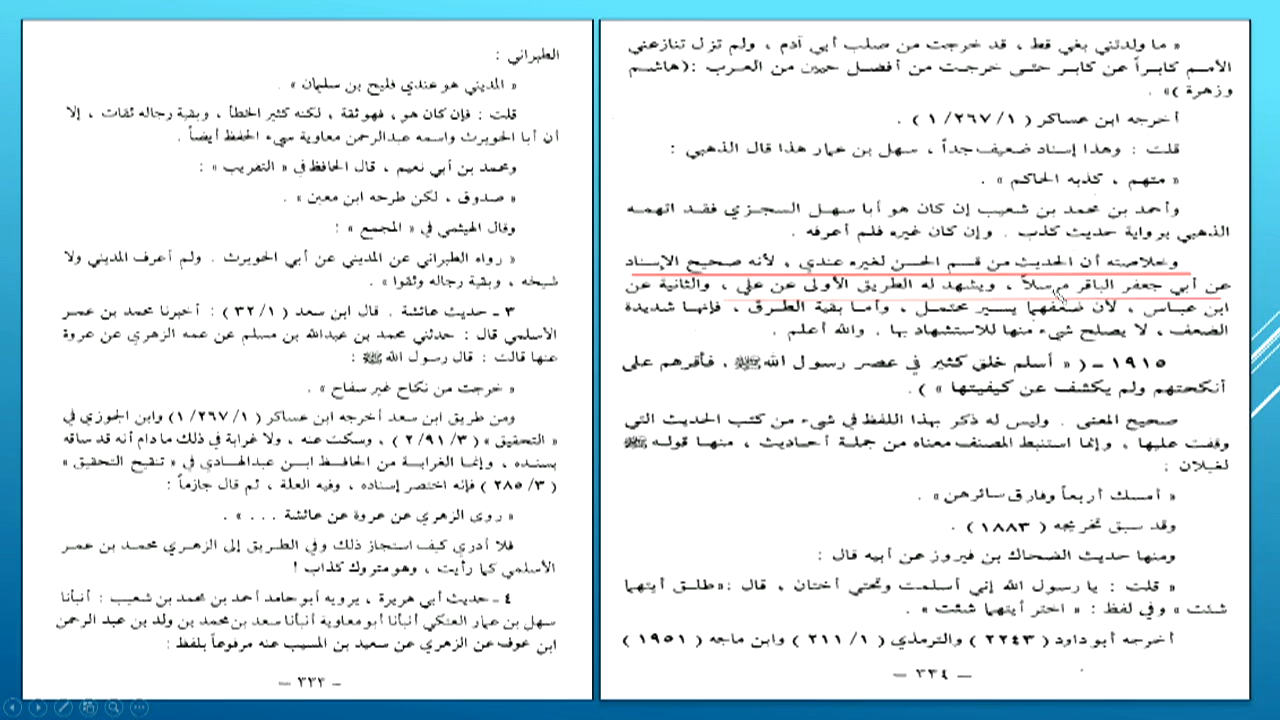 الطبراني :
« المديني هو عندي فليح بن سلمان » .
قلت : فإن كان هو ، فهو ثقة ، لكنه كثير الخطأ ، وبقية رجاله ثقات ، إلا
أن أبا الحويرث واسمه عبدالرحمن معاوية سيء الحفظ أيضاً .
ومحمد بن أبي نعيم ، قال الحافظ في « التقريب » :
« صدوق ، لكن طرحه ابن معين » .
وقال الهيثمي في « المجمع » :
« رواه الطبراني عن المديني عن أبي الحويرث . ولم أعرف المديني ولا
شيخه ، وبقية رجاله وثقوا » .
٣ ـ حديث عائشة . قال ابن سعد ( ١/٣٢ ) : أخبرنا محمد بن عمر
الأسلمي قال : حدثني محمد بن عبدالله بن مسلم عن عمه الزهري عن عروة
عنها قالت : قال رسول الله ﷺ :
« خرجت من نكاح غير سفاح » .
ومن طريق ابن سعد أخرجه ابن عساكر ( ١/٢٦٧/ ١) وابن الجوزي في
« التحقيق » ( ٣/ ٩١/ ٢) ، وسكت عنه ، ولا غرابة في ذلك ما دام أنه قد ساقه
بسنده ، وإنما الغرابة من الحافظ ابـن عبدالهـادي في « تنقيح التحقيق »
( ٣/ ٢٨٥ ) فإنه اختصر إسناده ، وفيه العلة ، ثم قال جازماً :
« روى الزهري عن عروة عن عائشة . . . » .
فلا أدري كيف استجاز ذلك وفي الطريق إلى الزهري محمد بن عمر
الأسلمي كما رأيت ، وهو متروك كذاب !
٤ ـ حديث أبي هريرة ، يرويه أبو حامد أحمد بن محمد بن شعيب : أنبأنا
سهل بن عمار العتكي أنبأنا أبو معاوية أنبأنا سعد بن محمد بن ولد بن عبد الرحمن
ابن عوف عن الزهري عن سعيد بن المسيب عنه مرفوعاً بلفظ :
ـ ٣٣٣ ـ
« ما ولدتني بغي قط ، قد خرجت من صلب أبي آدم ، ولم تزل تنازعني
الأمـم كابراً عن كابر حتـى خرجت من أفضل حيين من العرب :(هاشم
وزهرة )» .
أخرجه ابن عساكر ( ١/ ٢٦٧/ ١ ) .
قلت : وهذا إسناد ضعيف جداً ، سهل بن عمار هذا قال الذهبي :
« متهم ، كذبه الحاكم » .
وأحمد بن محمد بن شعيب إن كان هو أبا سهـل السجـزي فقـد اتهمـه
الذهبي برواية حديث كذب . وإن كان غيره فلم أعرفه .
وخلاصته أن الحديث من قسم الحسن لغيره عندي ، لأنه صحيح الإسناد
عن أبي جعفر الباقر مرسلاً ، ويشهد له الطريق الأولى عن علي ، والثانية عن
ابن عباس ، لأن ضعفهما يسير محتمل ، وأمـا بقية الطـرق ، فإنهـا شديدة
الضعف ، لا يصلح شيء منها للاستشهاد بها . والله أعلم .
١٩١٥ ـ ( « أسلم خلق كثير في عصر رسول الله ﷺ ، فأقرهم على
أنكحتهم ولم يكشف عن كيفيتها » ) .
صحيح المعنى . وليس له ذكر بهذا اللفظ في شيء من كتب الحديث التي
وقفت عليها ، وإنما استنبط المصنف معناه من جملـة أحاديث ، منهـا قولـه ﷺ
لغيلان :
« أمسك أربعاً وفارق سائرهن » .
وقد سبق تخريجه ( ١٨٨٣ ) .
ومنها حديث الضحاك بن فيروز عن أبيه قال :
« قلت : يا رسول الله إني أسلمت وتحتي أختان ، قال :«طلـق أيتهما
شئت » وفي لفظ : « اختر أيتهما شئت » .
أخرجه أبو داود ( ٢٢٤٣ ) والترمذي ( ١/ ٢١١ ) وابن ماجه ( ١٩٥١ )
ـ ٣٣٤ ـ